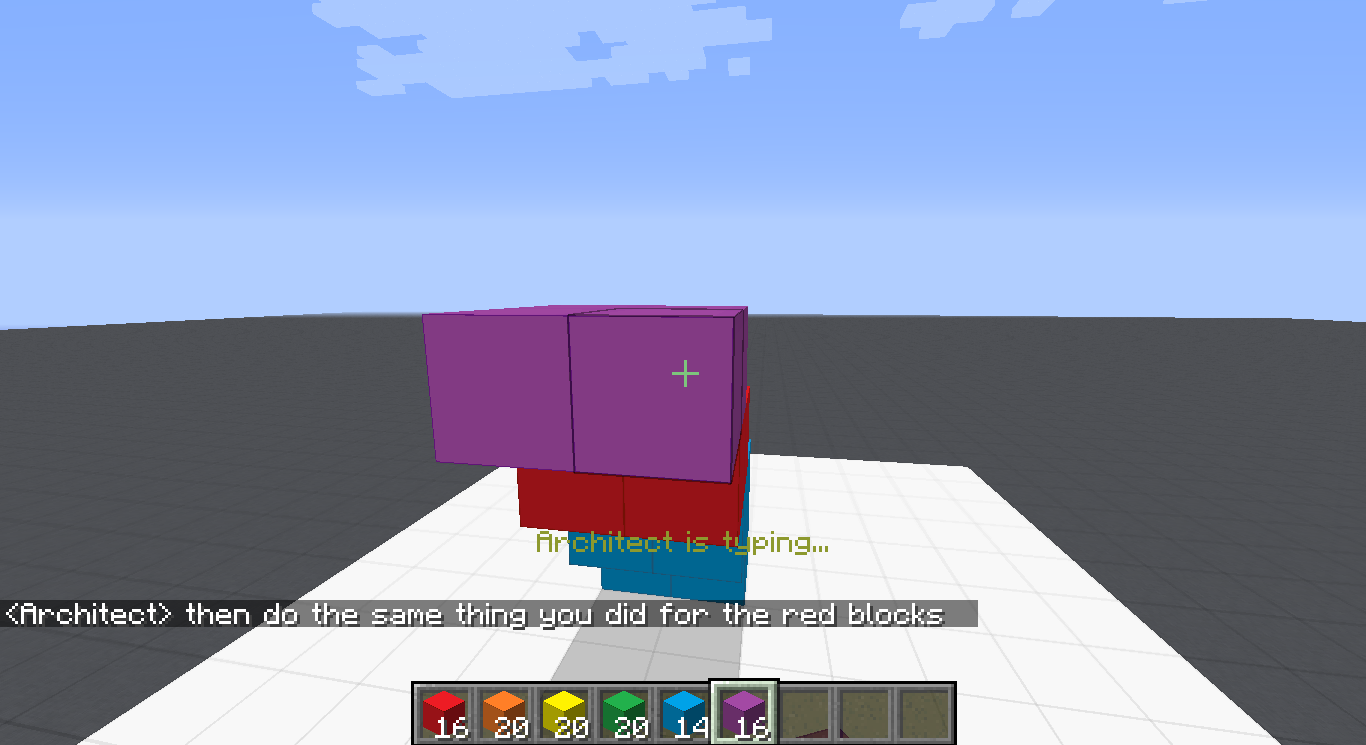 Architect is typing...
<Architect> then do the same thing you did for the red blocks
16 20 20 20 14 16